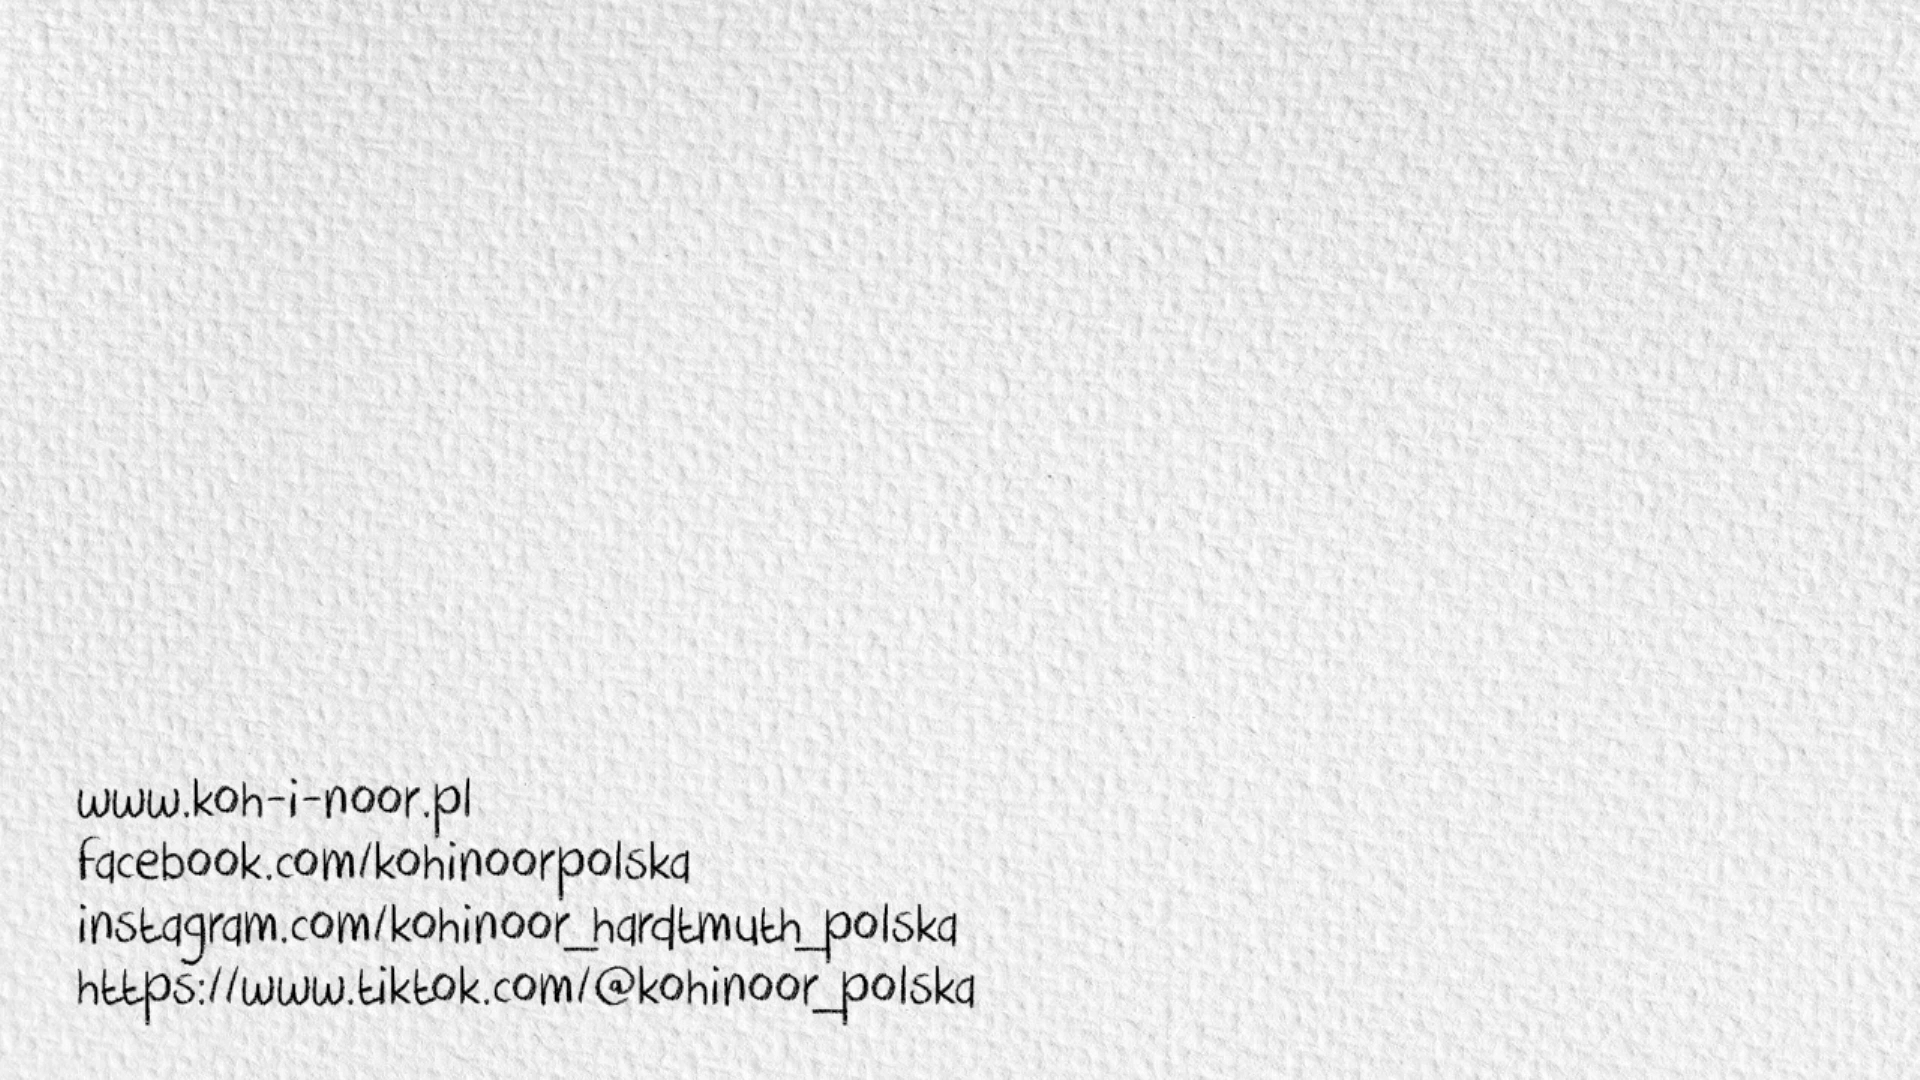 www.koh-i-noor.pl
facebook.com/kohinoorpolska
instagram.com/kohinoor_hardtmuth_polska
https://www.tiktok.com/@kohinoor_polska